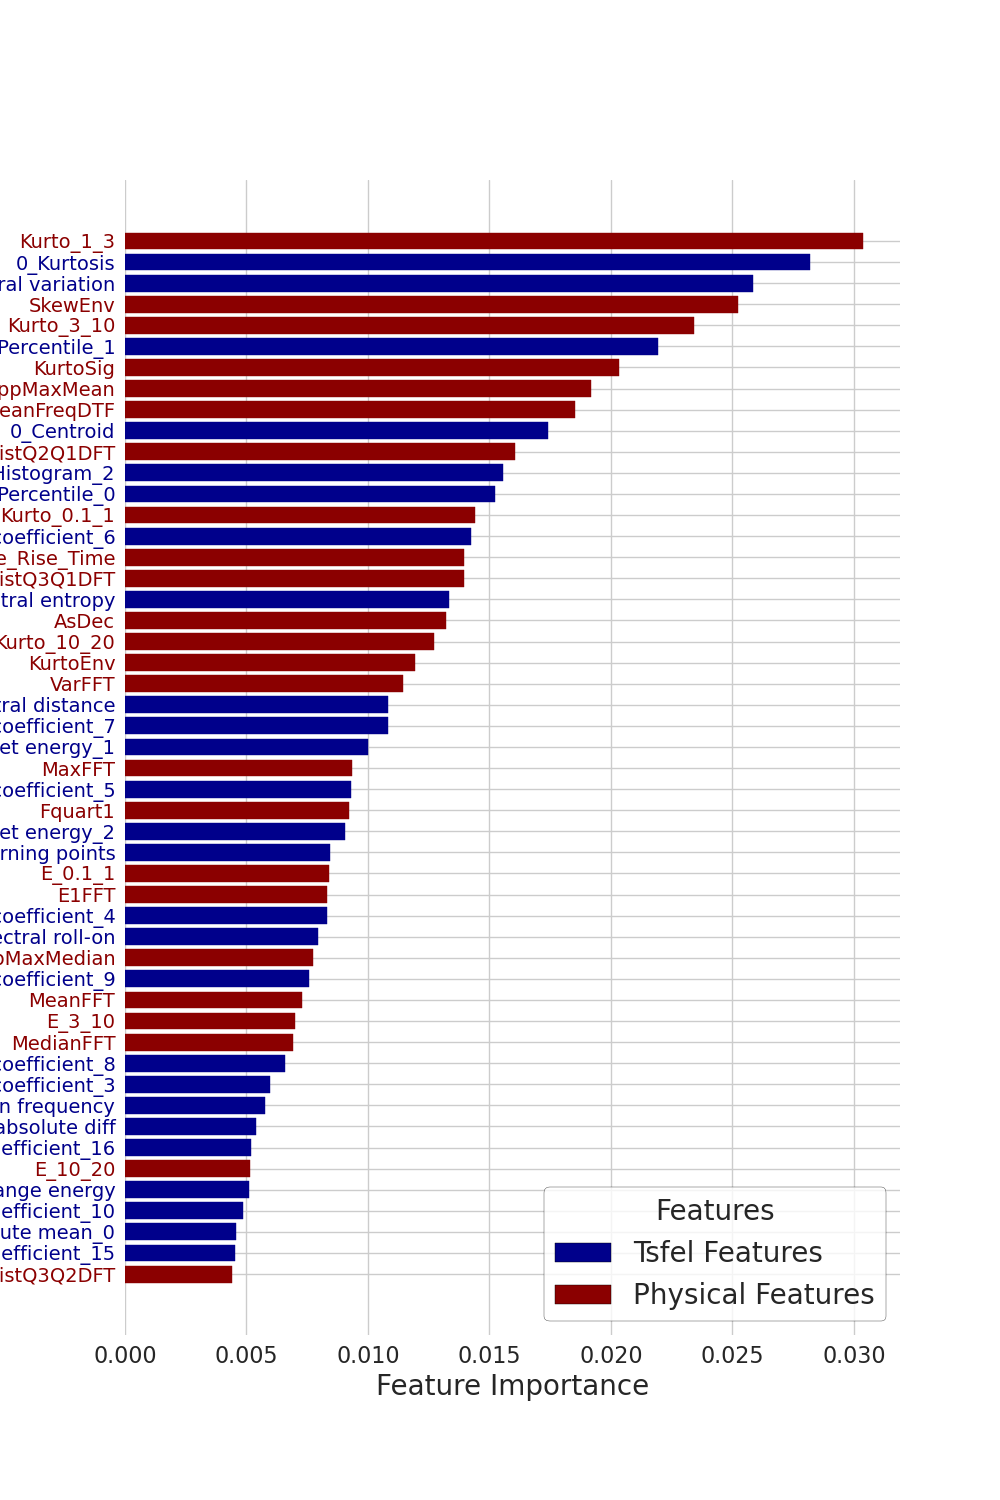 Kurto_1_3
0_Kurtosis
ral variation
SkewEnv
Kurto_3_10
Percentile_1
KurtoSig
ppMaxMean
eanFreqDTF
0_Centroid
istQ2Q1DFT
Histogram_2
Percentile_0
Kurto_0.1_1
coefficient_6
e_Rise_Time
istQ3Q1DFT
tral entropy
AsDec
Kurto_10_20
KurtoEnv
VarFFT
tral distance
coefficient_7
et energy_1
MaxFFT
coefficient_5
Fquart1
et energy_2
rning points
E_0.1_1
E1FFT
coefficient_4
ectral roll-on
pMaxMedian
coefficient_9
MeanFFT
E_3_10
MedianFFT
coefficient_8
coefficient_3
n frequency
absolute diff
efficient_16
E_10_20
ange energy
efficient_10
ute mean_0
efficient_15
istQ3Q2DFT
Features
Tsfel Features
Physical Features
0.000 0.005 0.010 0.015 0.020 0.025 0.030
Feature Importance